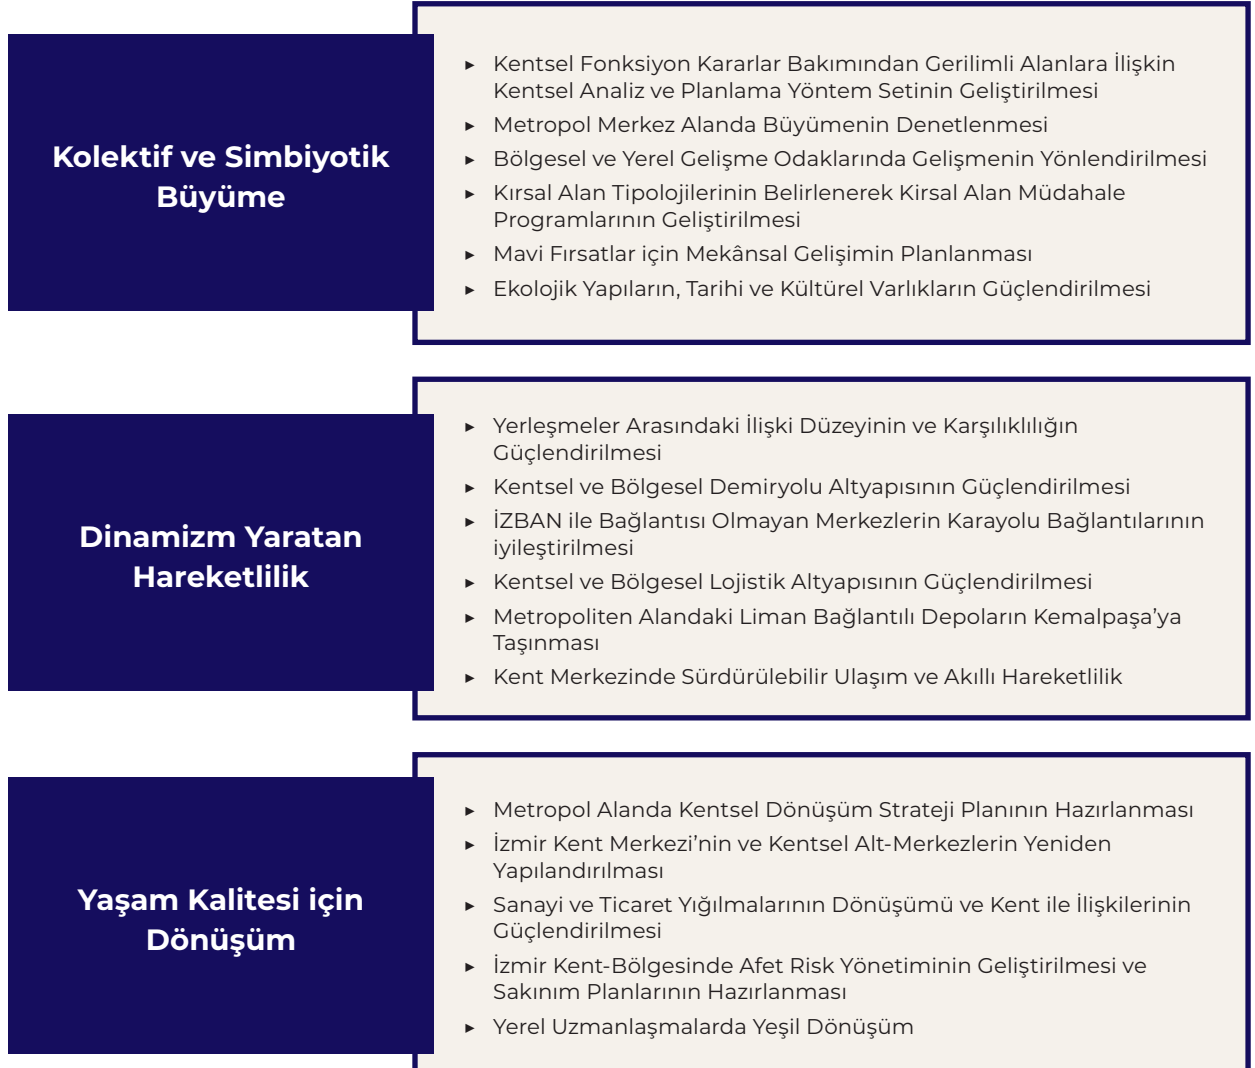 Kolektif ve Simbiyotik
Büyüme
▸ Kentsel Fonksiyon Kararlar Bakımından Gerilimli Alanlara İlişkin
Kentsel Analiz ve Planlama Yöntem Setinin Geliştirilmesi
▸ Metropol Merkez Alanda Büyümenin Denetlenmesi
▸ Bölgesel ve Yerel Gelişme Odaklarında Gelişmenin Yönlendirilmesi
▸ Kırsal Alan Tipolojilerinin Belirlenerek Kirsal Alan Müdahale
Programlarının Geliştirilmesi
▸ Mavi Fırsatlar için Mekânsal Gelişimin Planlanması
▸ Ekolojik Yapıların, Tarihi ve Kültürel Varlıkların Güçlendirilmesi
Dinamizm Yaratan
Hareketlilik
▸ Yerleşmeler Arasındaki İlişki Düzeyinin ve Karşılıklılığın
Güçlendirilmesi
▸ Kentsel ve Bölgesel Demiryolu Altyapısının Güçlendirilmesi
▸ İZBAN ile Bağlantısı Olmayan Merkezlerin Karayolu Bağlantılarının
iyileştirilmesi
▸ Kentsel ve Bölgesel Lojistik Altyapısının Güçlendirilmesi
▸ Metropoliten Alandaki Liman Bağlantılı Depoların Kemalpaşa’ya
Taşınması
▸ Kent Merkezinde Sürdürülebilir Ulaşım ve Akıllı Hareketlilik
Yaşam Kalitesi için
Dönüşüm
▸ Metropol Alanda Kentsel Dönüşüm Strateji Planının Hazırlanması
▸ İzmir Kent Merkezi’nin ve Kentsel Alt-Merkezlerin Yeniden
Yapılandırılması
▸ Sanayi ve Ticaret Yığılmalarının Dönüşümü ve Kent ile İlişkilerinin
Güçlendirilmesi
▸ İzmir Kent-Bölgesinde Afet Risk Yönetiminin Geliştirilmesi ve
Sakınım Planlarının Hazırlanması
▸ Yerel Uzmanlaşmalarda Yeşil Dönüşüm